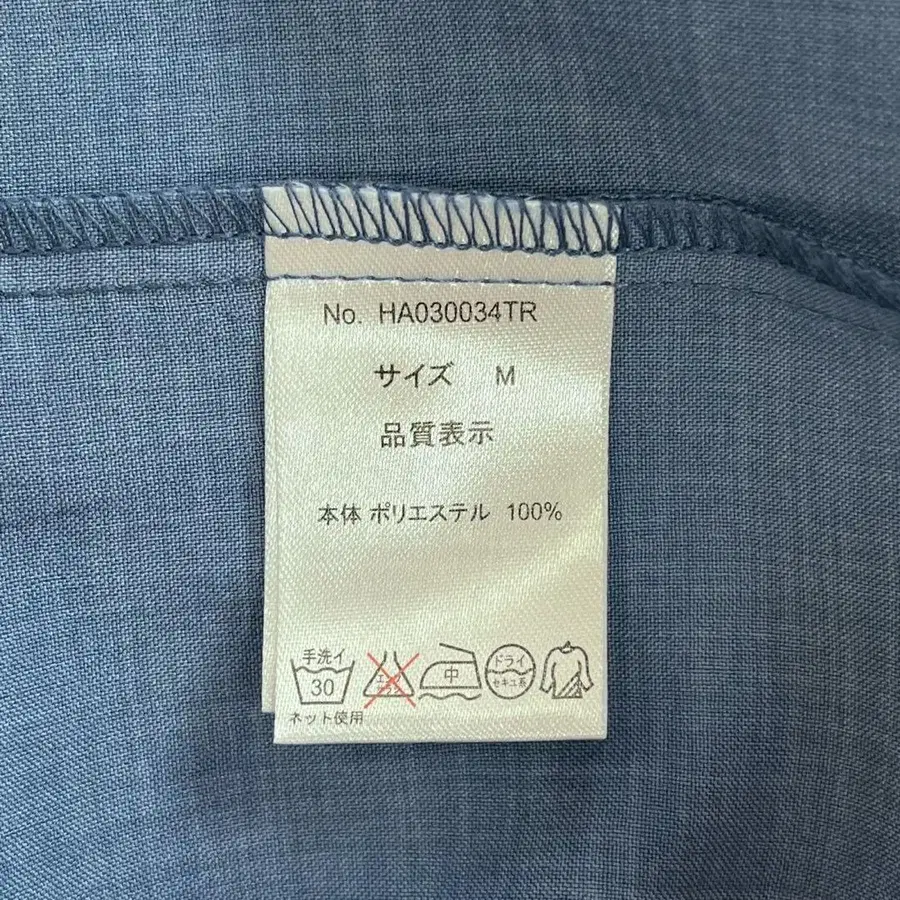 No. HA030034TR
サイズ M
品質表示
本体 ポリエステル 100%
手洗イ
30
中
ドライ
セキユ系
ネット使用